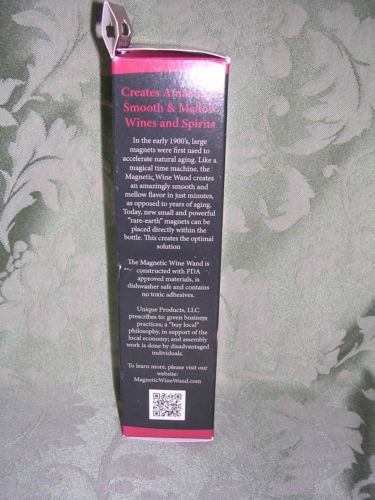 Creates Amazingly
Smooth & Mellow
Wines and Spirits
In the early 1900's, large
magnets were first used to
accelerate natural aging. Like a
magical time machine, the
Magnetic Wine Wand creates
an amazingly smooth and
mellow flavor in just minutes,
as opposed to years of aging.
Today, new small and powerful
"rare-earth" magnets can be
placed directly within the
bottle. This creates the optimal
solution
The Magnetic Wine Wand is
constructed with FDA
approved materials, is
dishwasher safe and contains
no toxic adhesives.
Unique Products, LLC
prescribes to: green business
practices; a "buy local"
philosophy, in support of the
local economy; and assembly
work is done by disadvantaged
individuals.
To learn more, please visit our
website:
MagneticWineWand.com